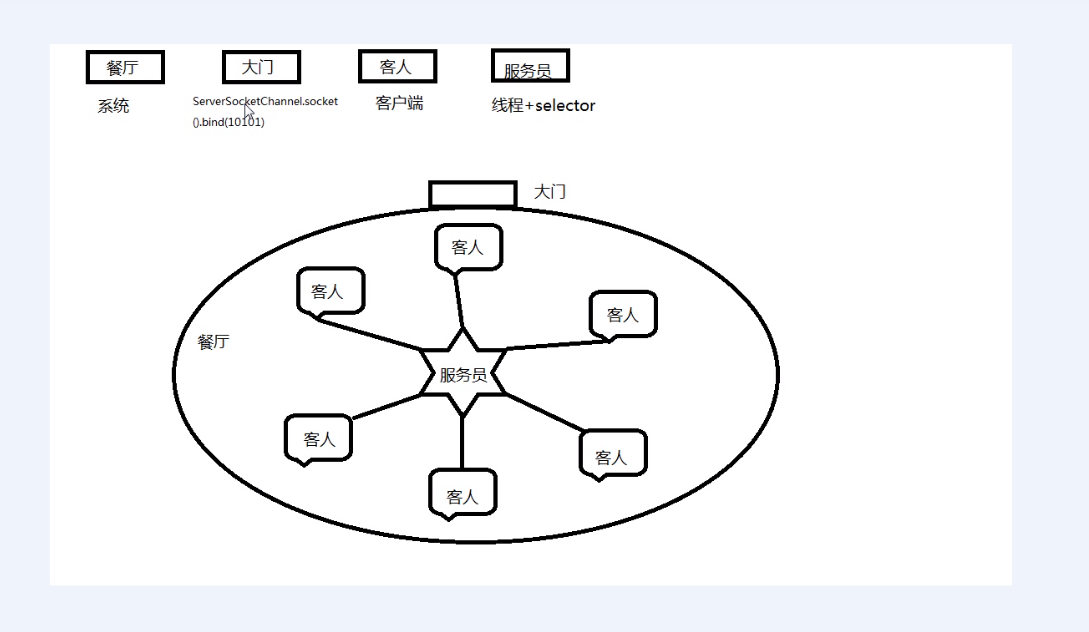 餐厅
大门
客人
服务员
系统
ServerSocketChannel.socket
().bind(10101)
客户端
线程+selector
大门
客人
客人
客人
餐厅
服务员
客人
客人
客人